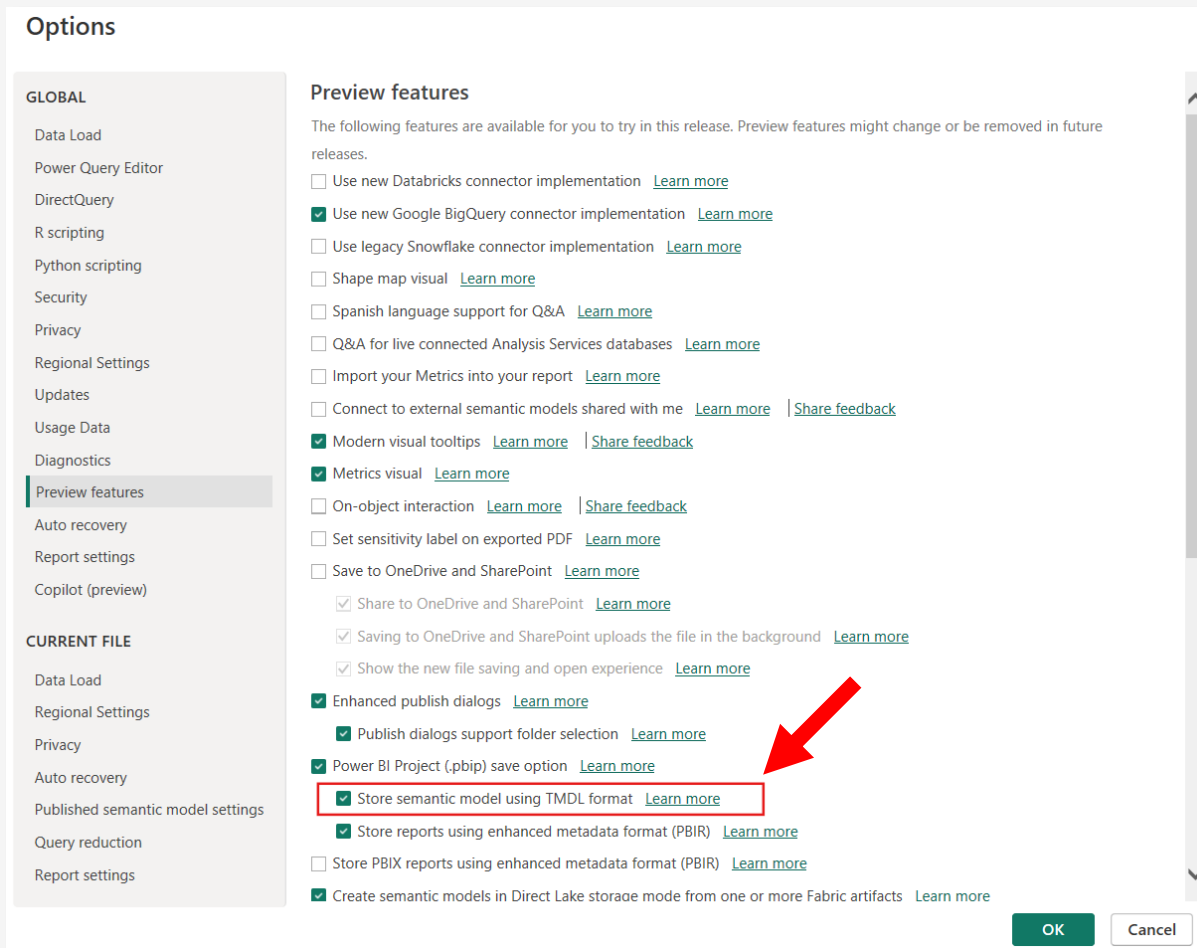 Options
GLOBAL
Data Load
Power Query Editor
DirectQuery
R scripting
Python scripting
Security
Privacy
Regional Settings
Updates
Usage Data
Diagnostics
Preview features
Auto recovery
Report settings
Copilot (preview)
CURRENT FILE
Data Load
Regional Settings
Privacy
Auto recovery
Published semantic model settings
Query reduction
Report settings
Preview features
The following features are available for you to try in this release. Preview features might change or be removed in future
releases.
Use new Databricks connector implementation Learn more
Use new Google BigQuery connector implementation Learn more
Use legacy Snowflake connector implementation Learn more
Shape map visual Learn more
Spanish language support for Q&A Learn more
Q&A for live connected Analysis Services databases Learn more
Import your Metrics into your report Learn more
Connect to external semantic models shared with me Learn more | Share feedback
Modern visual tooltips Learn more | Share feedback
Metrics visual Learn more
On-object interaction Learn more | Share feedback
Set sensitivity label on exported PDF Learn more
Save to OneDrive and SharePoint Learn more
Share to OneDrive and SharePoint Learn more
Saving to OneDrive and SharePoint uploads the file in the background Learn more
Show the new file saving and open experience Learn more
Enhanced publish dialogs Learn more
Publish dialogs support folder selection Learn more
Power BI Project (.pbip) save option Learn more
Store semantic model using TMDL format Learn more
Store reports using enhanced metadata format (PBIR) Learn more
Store PBIX reports using enhanced metadata format (PBIR) Learn more
Create semantic models in Direct Lake storage mode from one or more Fabric artifacts Learn more
OK
Cancel